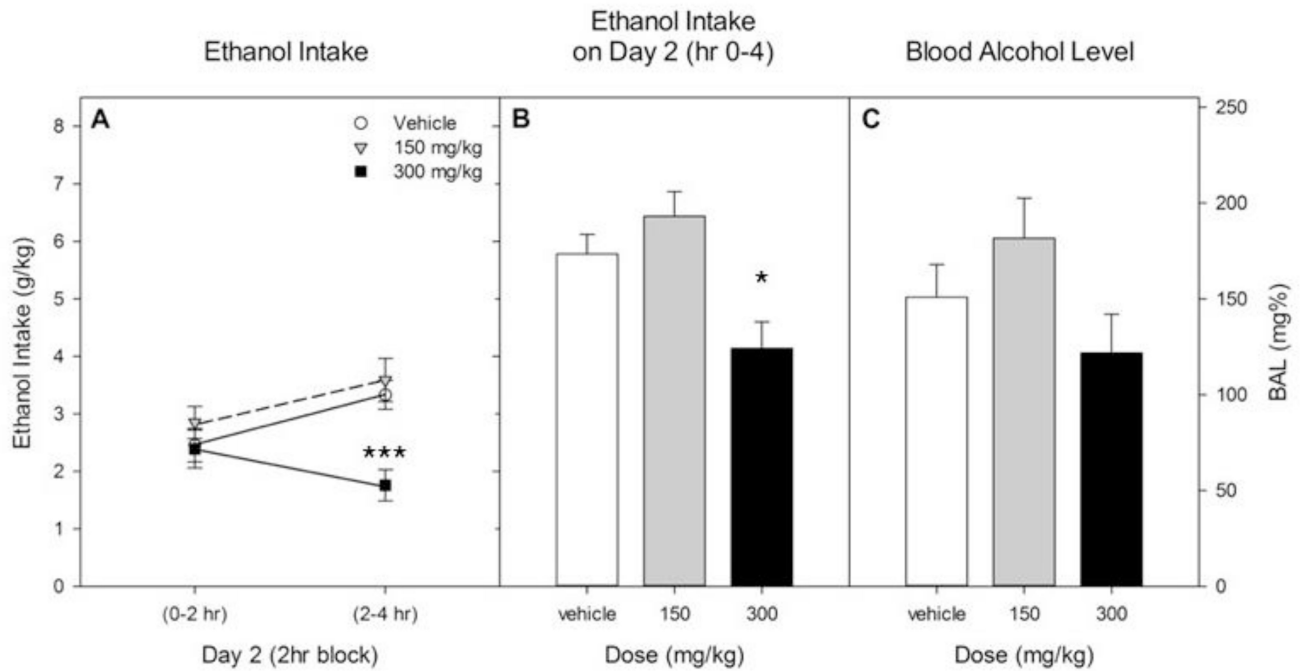 Ethanol Intake
Ethanol Intake
on Day 2 (hr 0-4)
Blood Alcohol Level
A
Vehicle
150 mg/kg
300 mg/kg
B
C
Ethanol Intake (g/kg)
8
7
6
5
4
3
2
1
0
***
*
250
200
150
100
50
0
BAL (mg%)
(0-2 hr)
(2-4 hr)
vehicle
150
300
vehicle
150
300
Day 2 (2hr block)
Dose (mg/kg)
Dose (mg/kg)